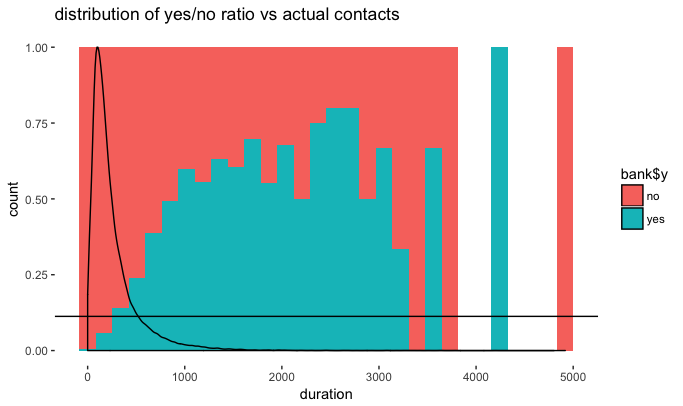 distribution of yes/no ratio vs actual contacts
1.00
0.75
0.50
0.25
0.00
count
0
1000
2000
3000
4000
5000
duration
bank$y
no
yes